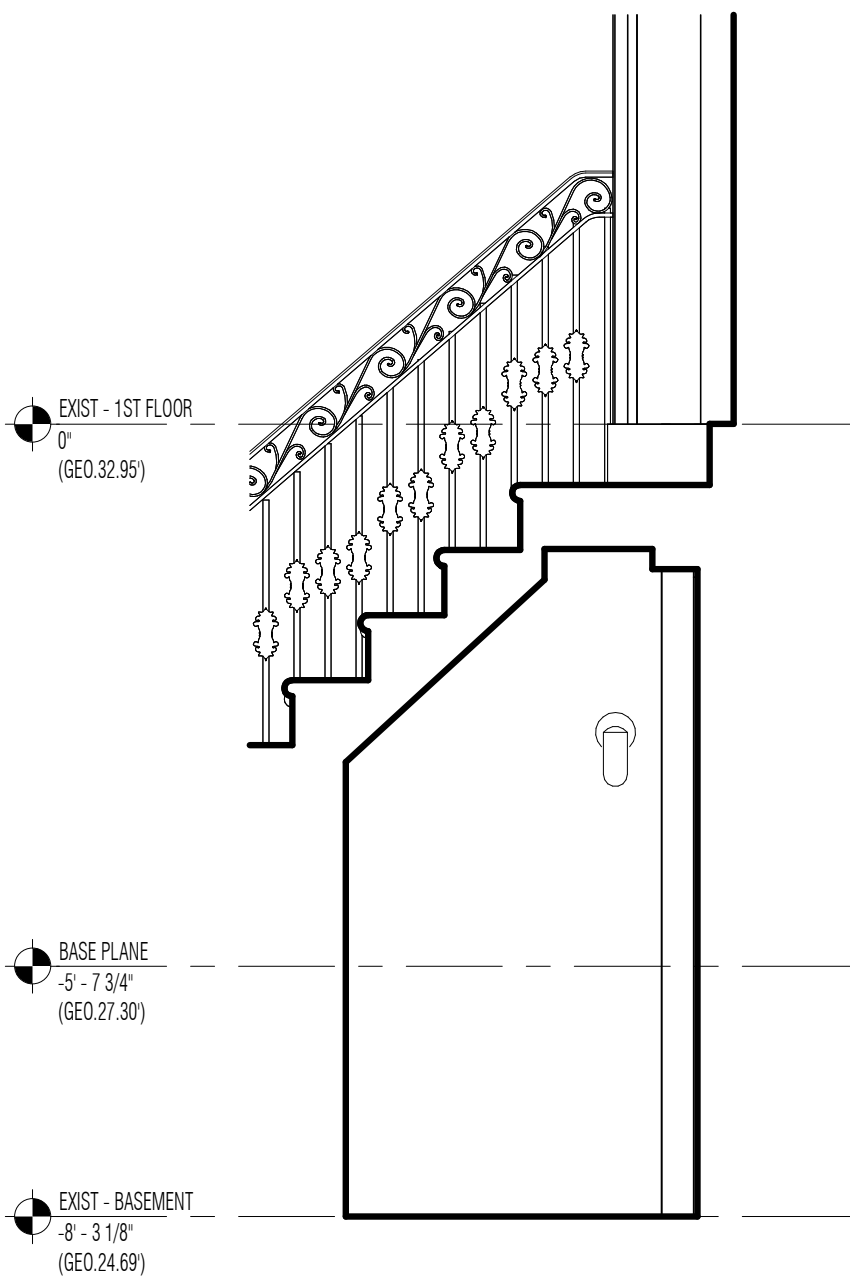 EXIST - 1ST FLOOR
0"
(GEO.32.95')
BASE PLANE
-5' - 7 3/4"
(GEO.27.30')
EXIST - BASEMENT
-8' - 3 1/8"
(GEO.24.69')